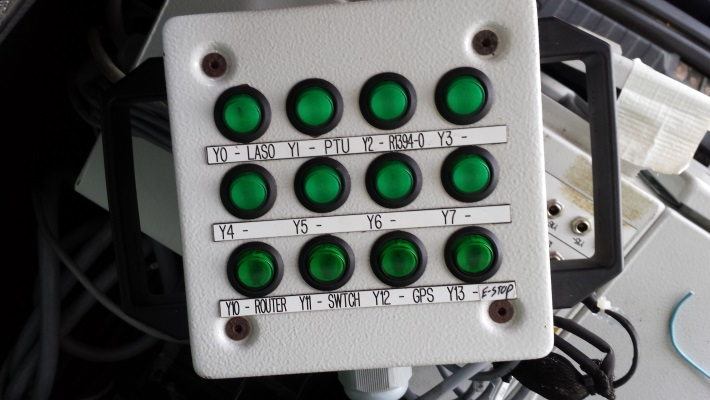 Y0 - LASO Y1 - PTU Y2 - R1394-0 Y3 -
Y4 - Y5 - Y6 - Y7 -
Y10 - ROUTER Y11 - SWTCH Y12 - GPS Y13 - E-STOP